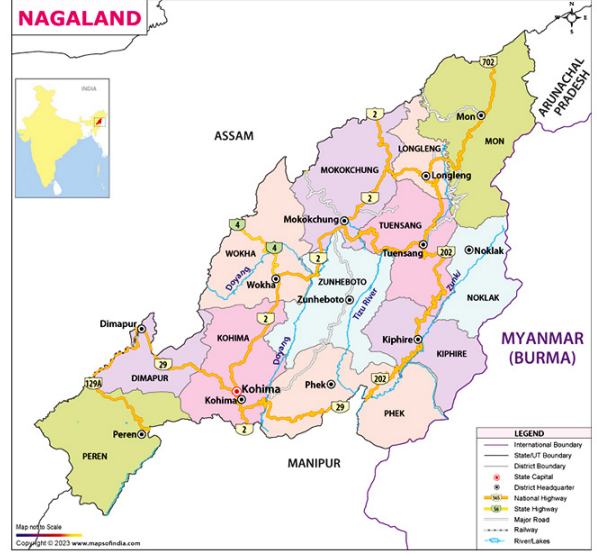 NAGALAND
INDIA
N
W
E
S
ARUNACHAL
PRADESH
ASSAM
702
Mon
MON
2
LONGLENG
Longleng
MOKOKCHUNG
2
Mokokchung
TUENSANG
Tuensang
202
Noklak
NOKLAK
4
4
WOKHA
Doyang
Wokha
2
ZUNHEBOTO
Zunheboto
Tizu River
Zunki
2
Dimapur
29
DIMAPUR
129A
KOHIMA
Doyang
Kiphire
KIPHIRE
MYANMAR
(BURMA)
Kohima
Kohima
Phek
202
PHEK
29
2
Peren
PEREN
MANIPUR
LEGEND
International Boundary
State/UT Boundary
District Boundary
State Capital
District Headquarter
National Highway
State Highway
Major Road
Railway
River/Lakes
Map not to Scale
Copyright © 2023 www.mapsofindia.com